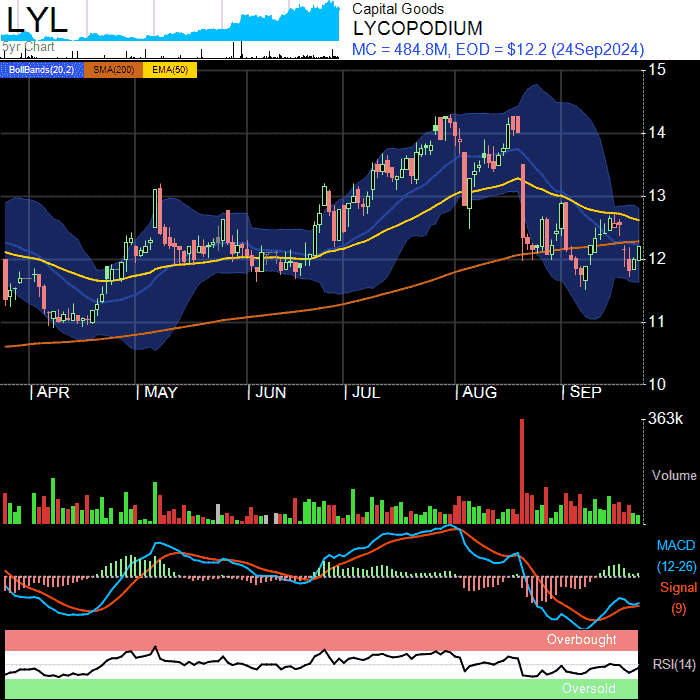 LYL
5yr Chart
Capital Goods
LYCOPODIUM
MC = 484.8M, EOD = $12.2 (24Sep2024)
BollBands(20,2) SMA(200) EMA(50)
15
14
13
12
11
10
APR MAY JUN JUL AUG SEP
363k
Volume
MACD
(12-26)
Signal
(9)
Overbought
RSI(14)
Oversold